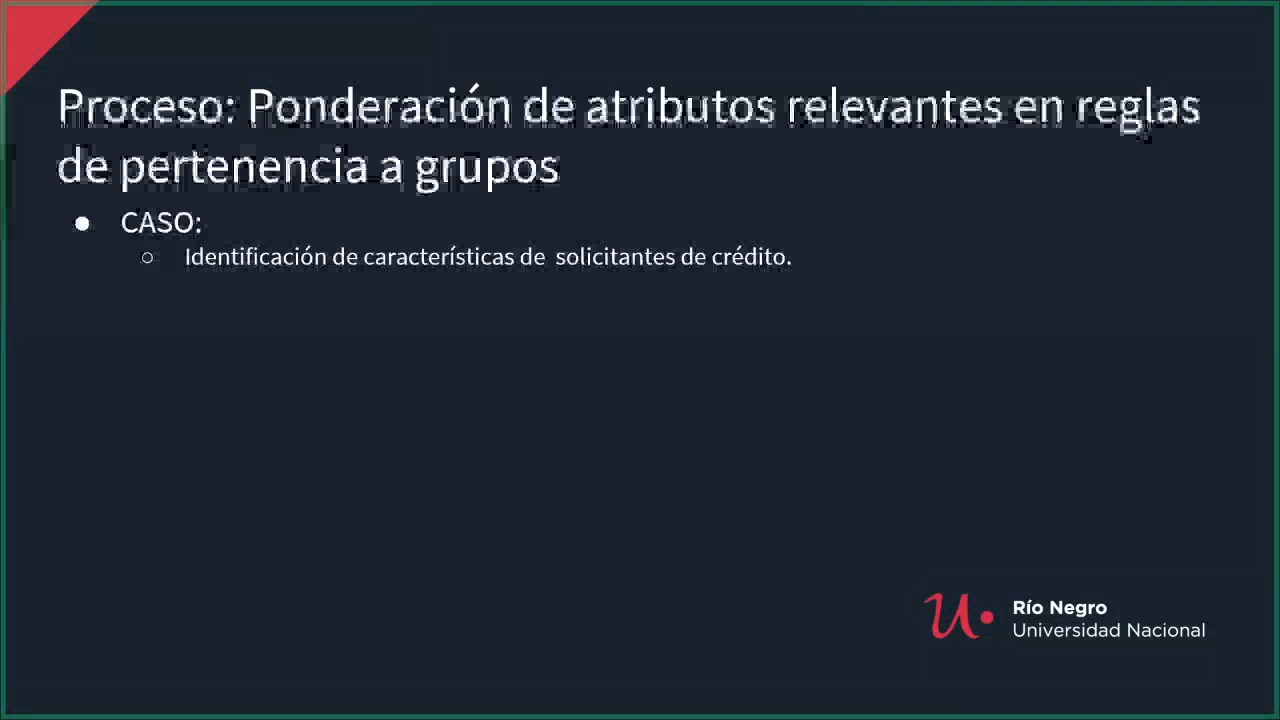 Proceso: Ponderación de atributos relevantes en reglas
de pertenencia a grupos
● CASO:
○ Identificación de características de solicitantes de crédito.
U.
Río Negro
Universidad Nacional